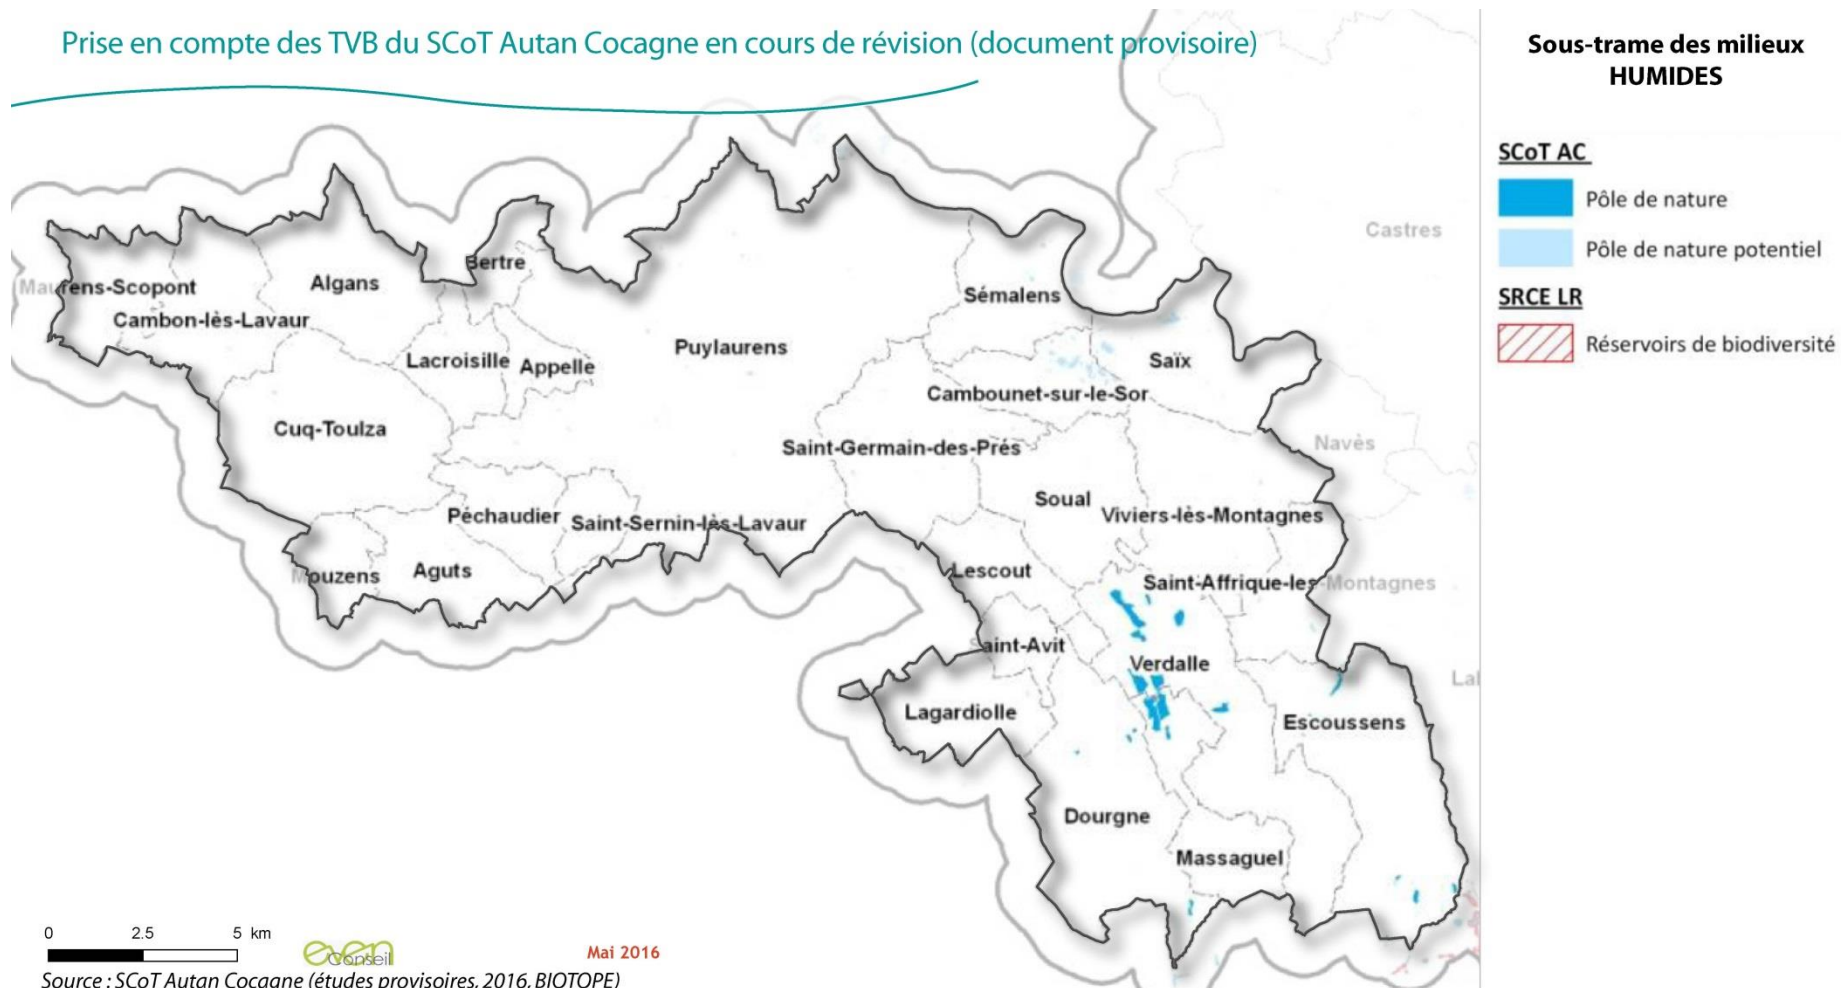 Prise en compte des TVB du SCoT Autan Cocagne en cours de révision (document provisoire)
Sous-trame des milieux
HUMIDES
SCoT AC
Pôle de nature
Pôle de nature potentiel
SRCE LR
Réservoirs de biodiversité
Castres
Bertre
Maurens-Scopont
Algans
Sémalens
Cambon-lès-Lavaur
Puylaurens
Lacroisille
Appelle
Saïx
Cambounet-sur-le-Sor
Cuq-Toulza
Navès
Saint-Germain-des-Prés
Soual
Péchaudier
Saint-Sernin-lès-Lavaur
Viviers-lès-Montagnes
Mouzens
Aguts
Lescout
Saint-Affrique-les-Montagnes
Saint-Avit
Verdalle
Lal
Lagardiolle
Escoussens
Dourgne
Massaguel
0 2.5 5 km
even
Conseil
Mai 2016
Source : SCoT Autan Cocagne (études provisoires, 2016, BIOTOPE)